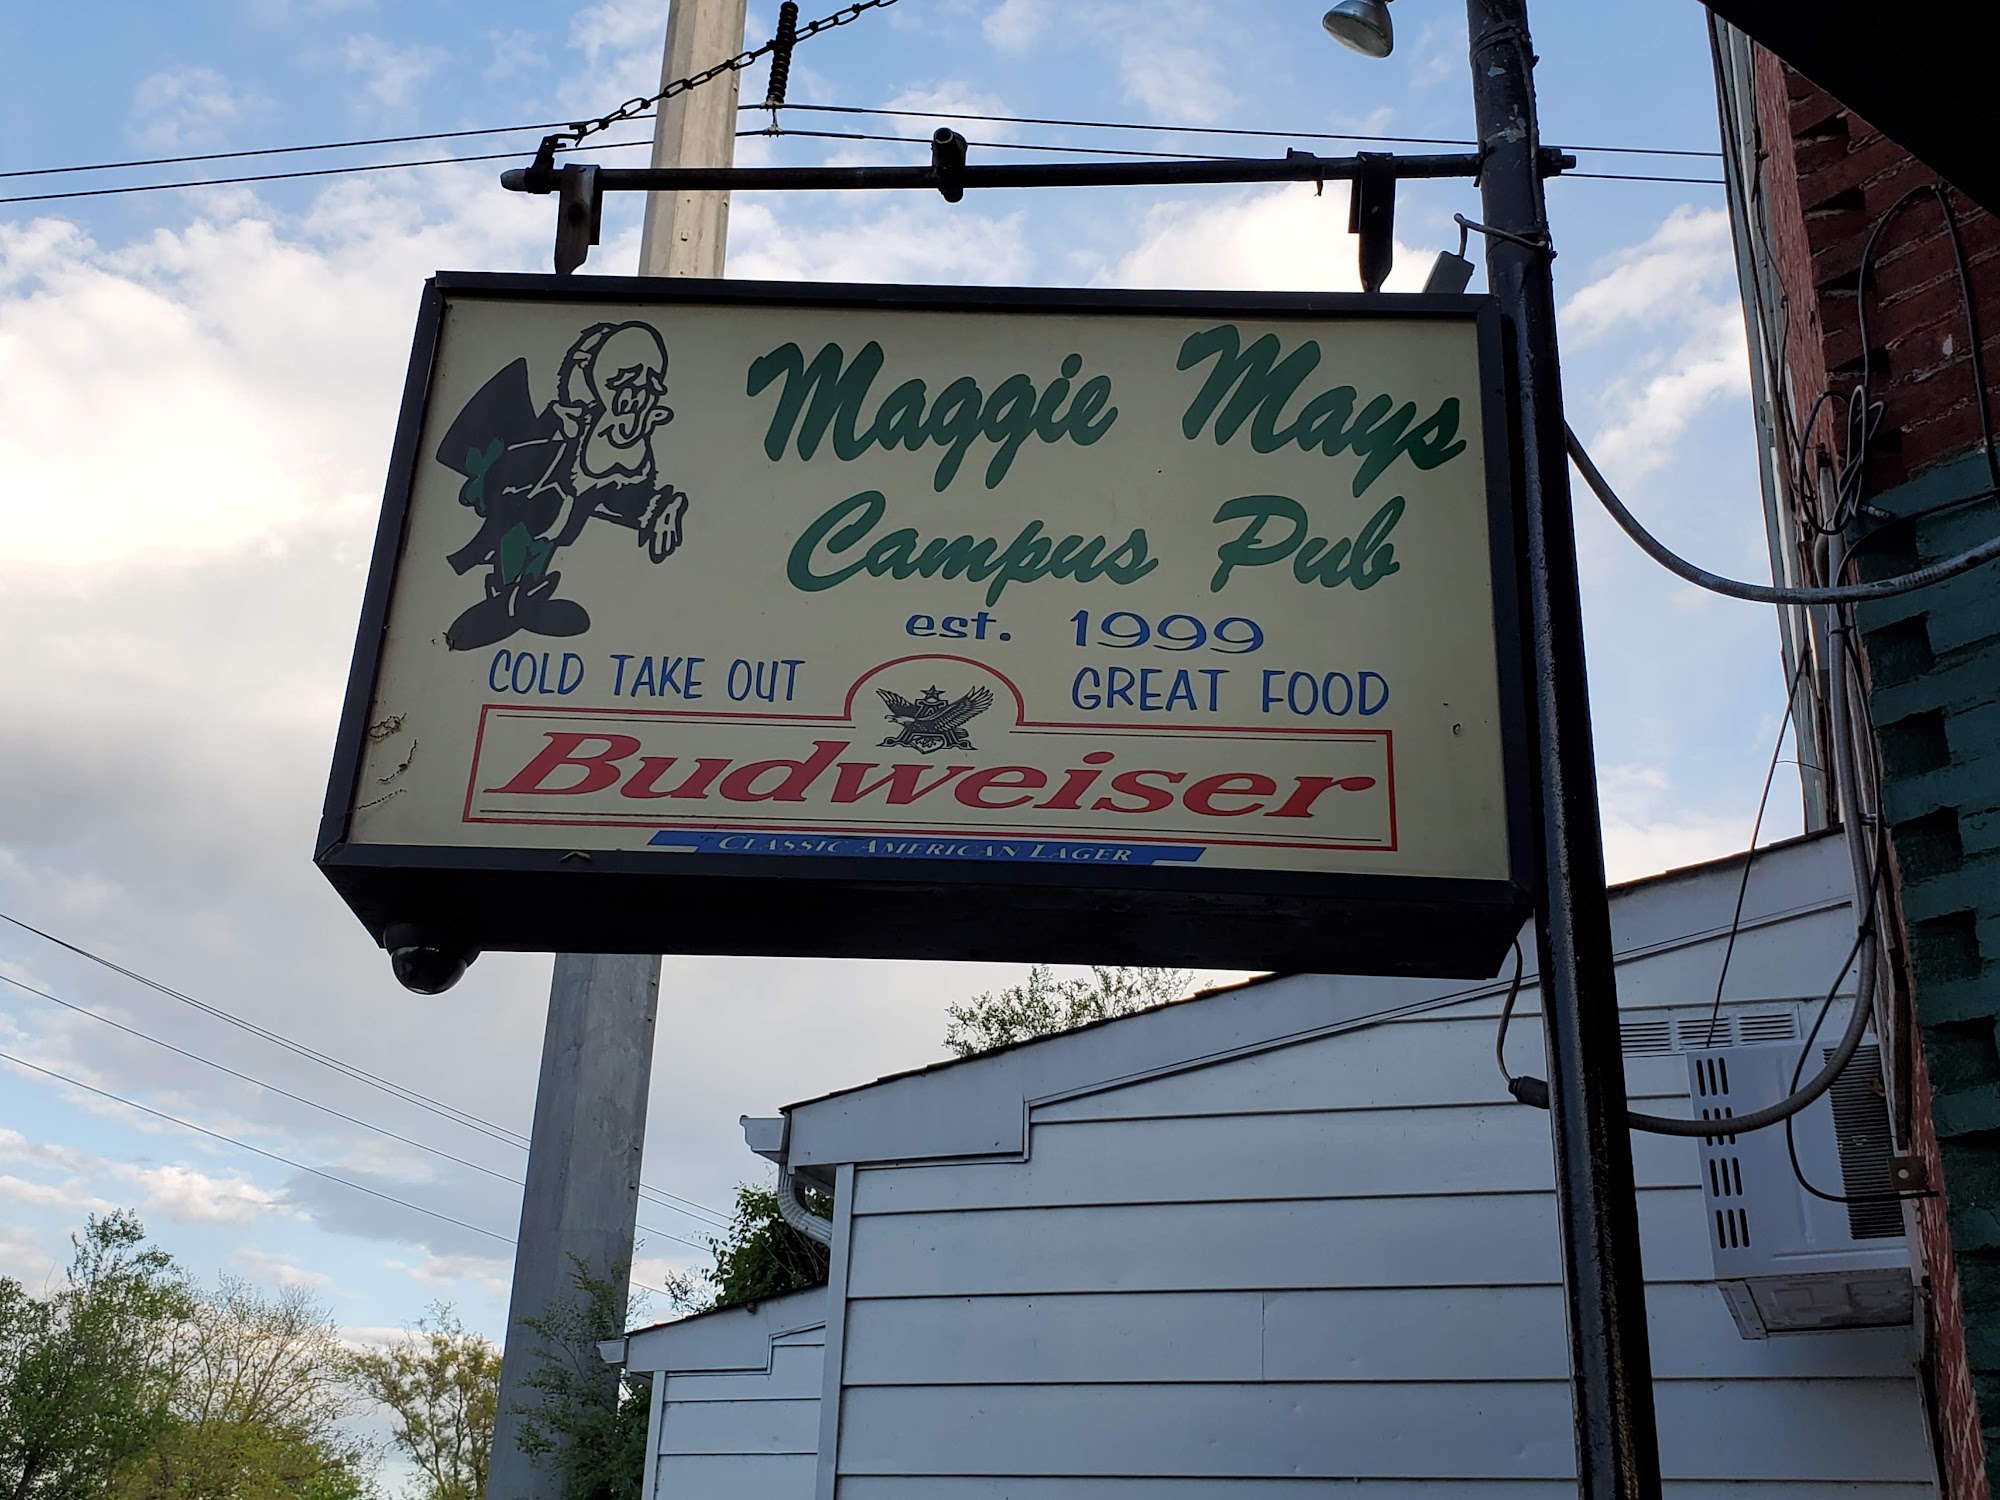 Maggie Mays
Campus Pub
est. 1999
COLD TAKE OUT
GREAT FOOD
Budweiser
CLASSIC AMERICAN LAGER